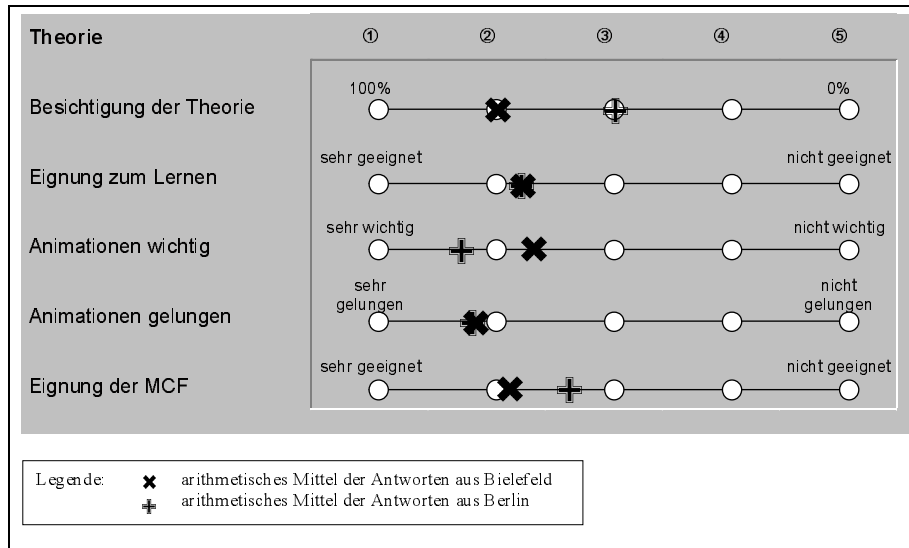 Theorie ① ② ③ ④ ⑤
100% 0%
Besichtigung der Theorie
sehr geeignet nicht geeignet
Eignung zum Lernen
sehr wichtig nicht wichtig
Animationen wichtig
sehr nicht
gelungen gelungen
Animationen gelungen
sehr geeignet nicht geeignet
Eignung der MCF
Legende: ✖ arithmetisches Mittel der Antworten aus Bielefeld
✚ arithmetisches Mittel der Antworten aus Berlin